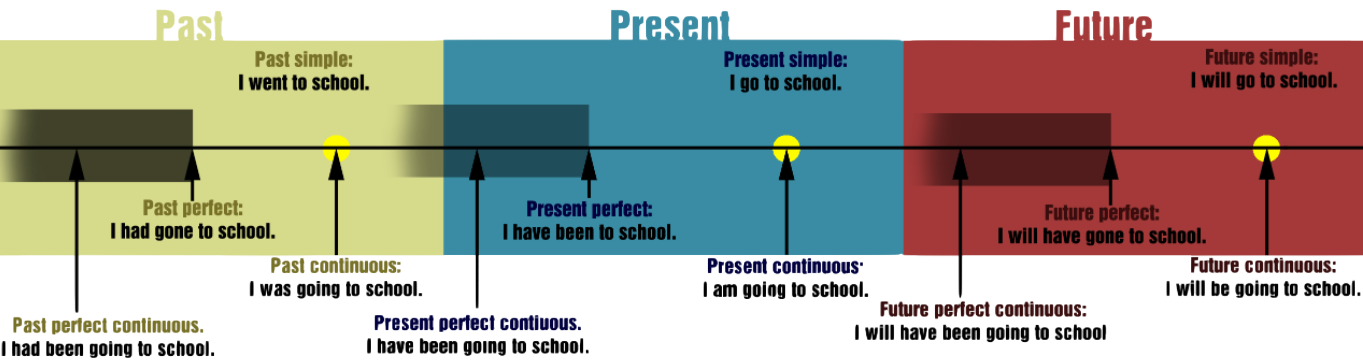 Past
Present
Future
Past simple:
I went to school.
Present simple:
I go to school.
Future simple:
I will go to school.
Past perfect:
I had gone to school.
Present perfect:
I have been to school.
Future perfect:
I will have gone to school.
Past continuous:
I was going to school.
Present continuous:
I am going to school.
Future continuous:
I will be going to school.
Past perfect continuous.
I had been going to school.
Present perfect contiuous.
I have been going to school.
Future perfect continuous:
I will have been going to school